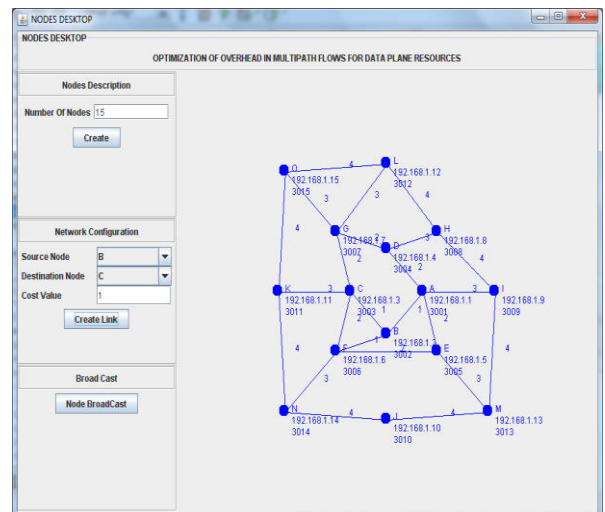 NODES DESKTOP
NODES DESKTOP
OPTIMIZATION OF OVERHEAD IN MULTIPATH FLOWS FOR DATA PLANE RESOURCES
Nodes Description
Number Of Nodes 15
Create
Network Configuration
Source Node B
Destination Node C
Cost Value 1
Create Link
Broad Cast
Node BroadCast
O
192.168.1.15
3015
4
L
192.168.1.12
3012
3
3
4
G
192.168.1.7
3007
2
D
192.168.1.4
3004
3
H
192.168.1.8
3008
4
2
2
4
K
192.168.1.11
3011
3
C
192.168.1.3
3003
A
192.168.1.1
3001
3
I
192.168.1.9
3009
2
1
1
2
B
3002
1
F
192.168.1.6
3006
2
E
192.168.1.5
3005
4
4
3
3
N
192.168.1.14
3014
4
J
192.168.1.10
3010
4
M
192.168.1.13
3013